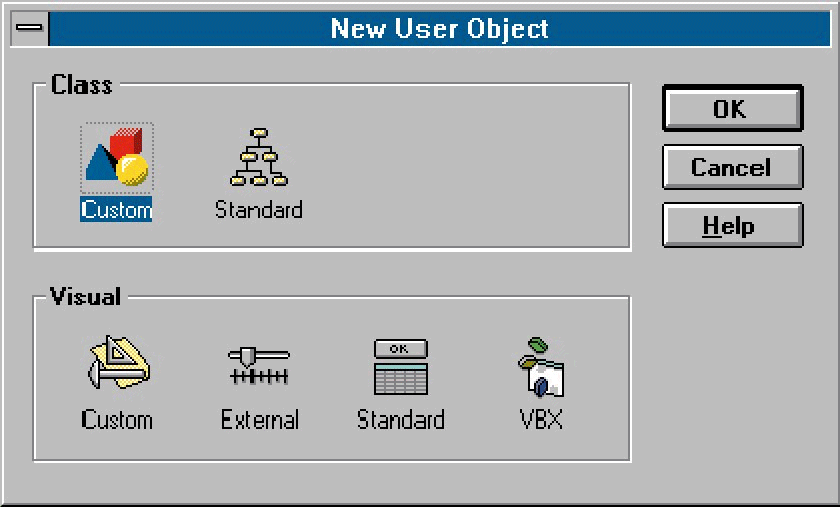 New User Object
Class
Custom
Standard
OK
Cancel
Help
Visual
Custom
External
OK
Standard
VBX